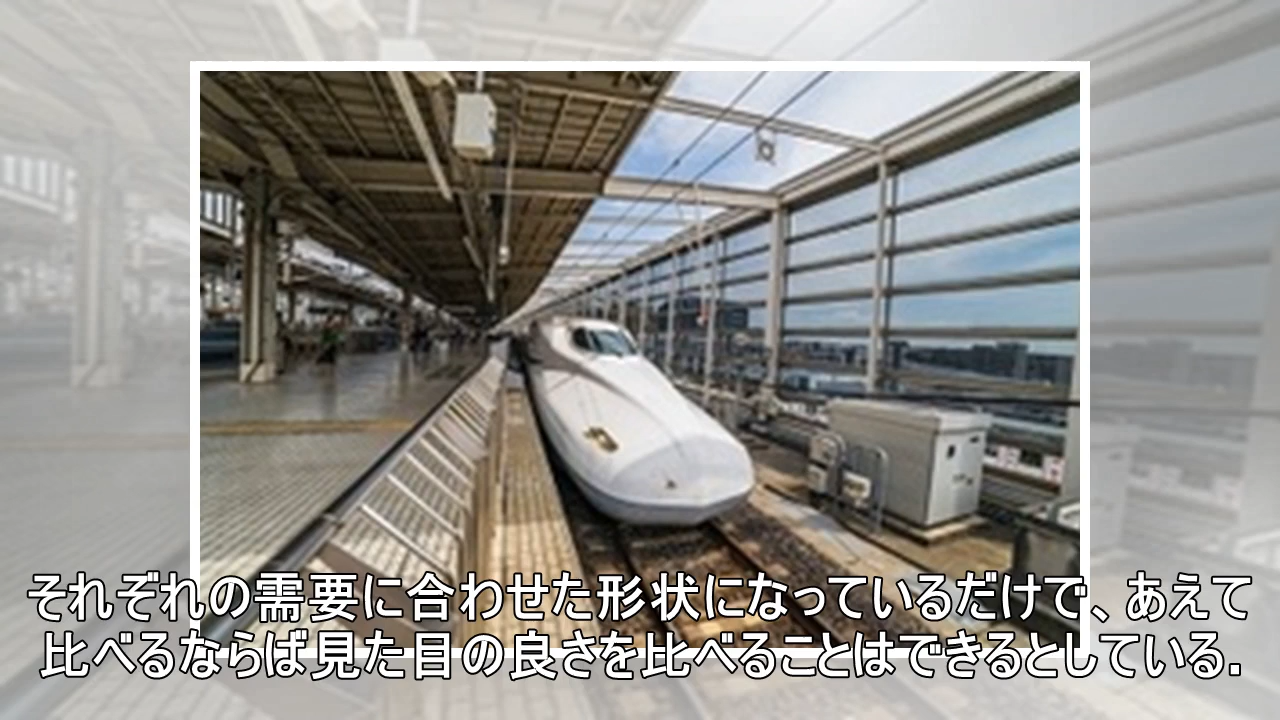 それぞれの需要に合わせた形状になっているだけで、あえて
比べるならば見た目の良さを比べることはできるとしている.